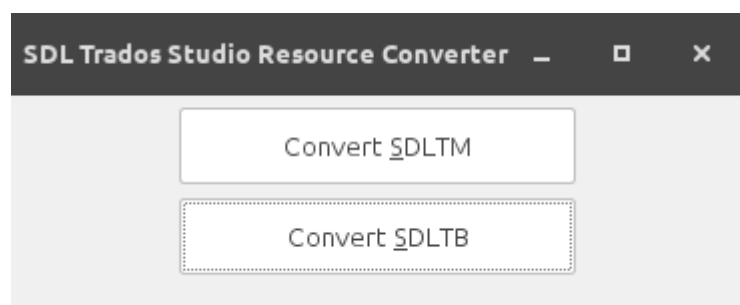 SDL Trados Studio Resource Converter
Convert SDLTM
Convert SDLTB